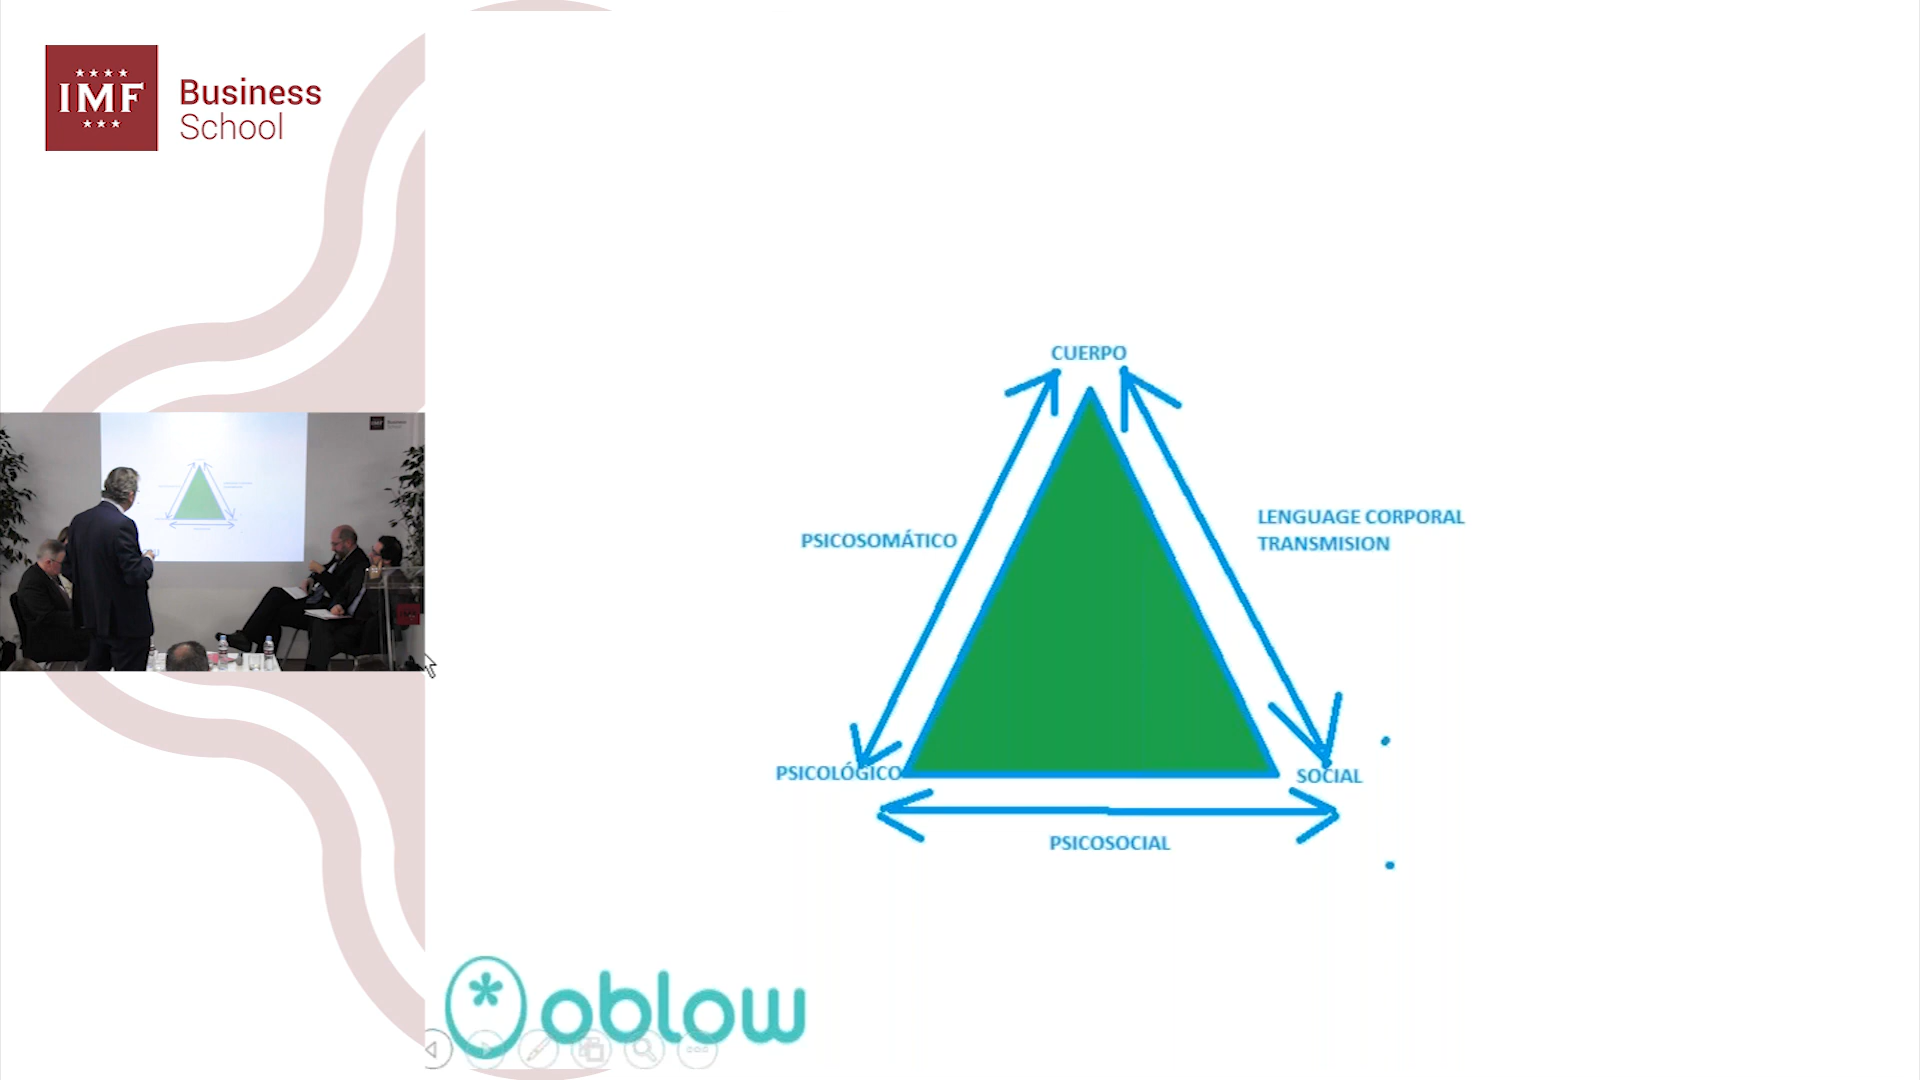 IMF
Business
School
CUERPO
PSICOSOMÁTICO
LENGUAGE CORPORAL
TRANSMISION
PSICOLÓGICO
SOCIAL
PSICOSOCIAL
oblow